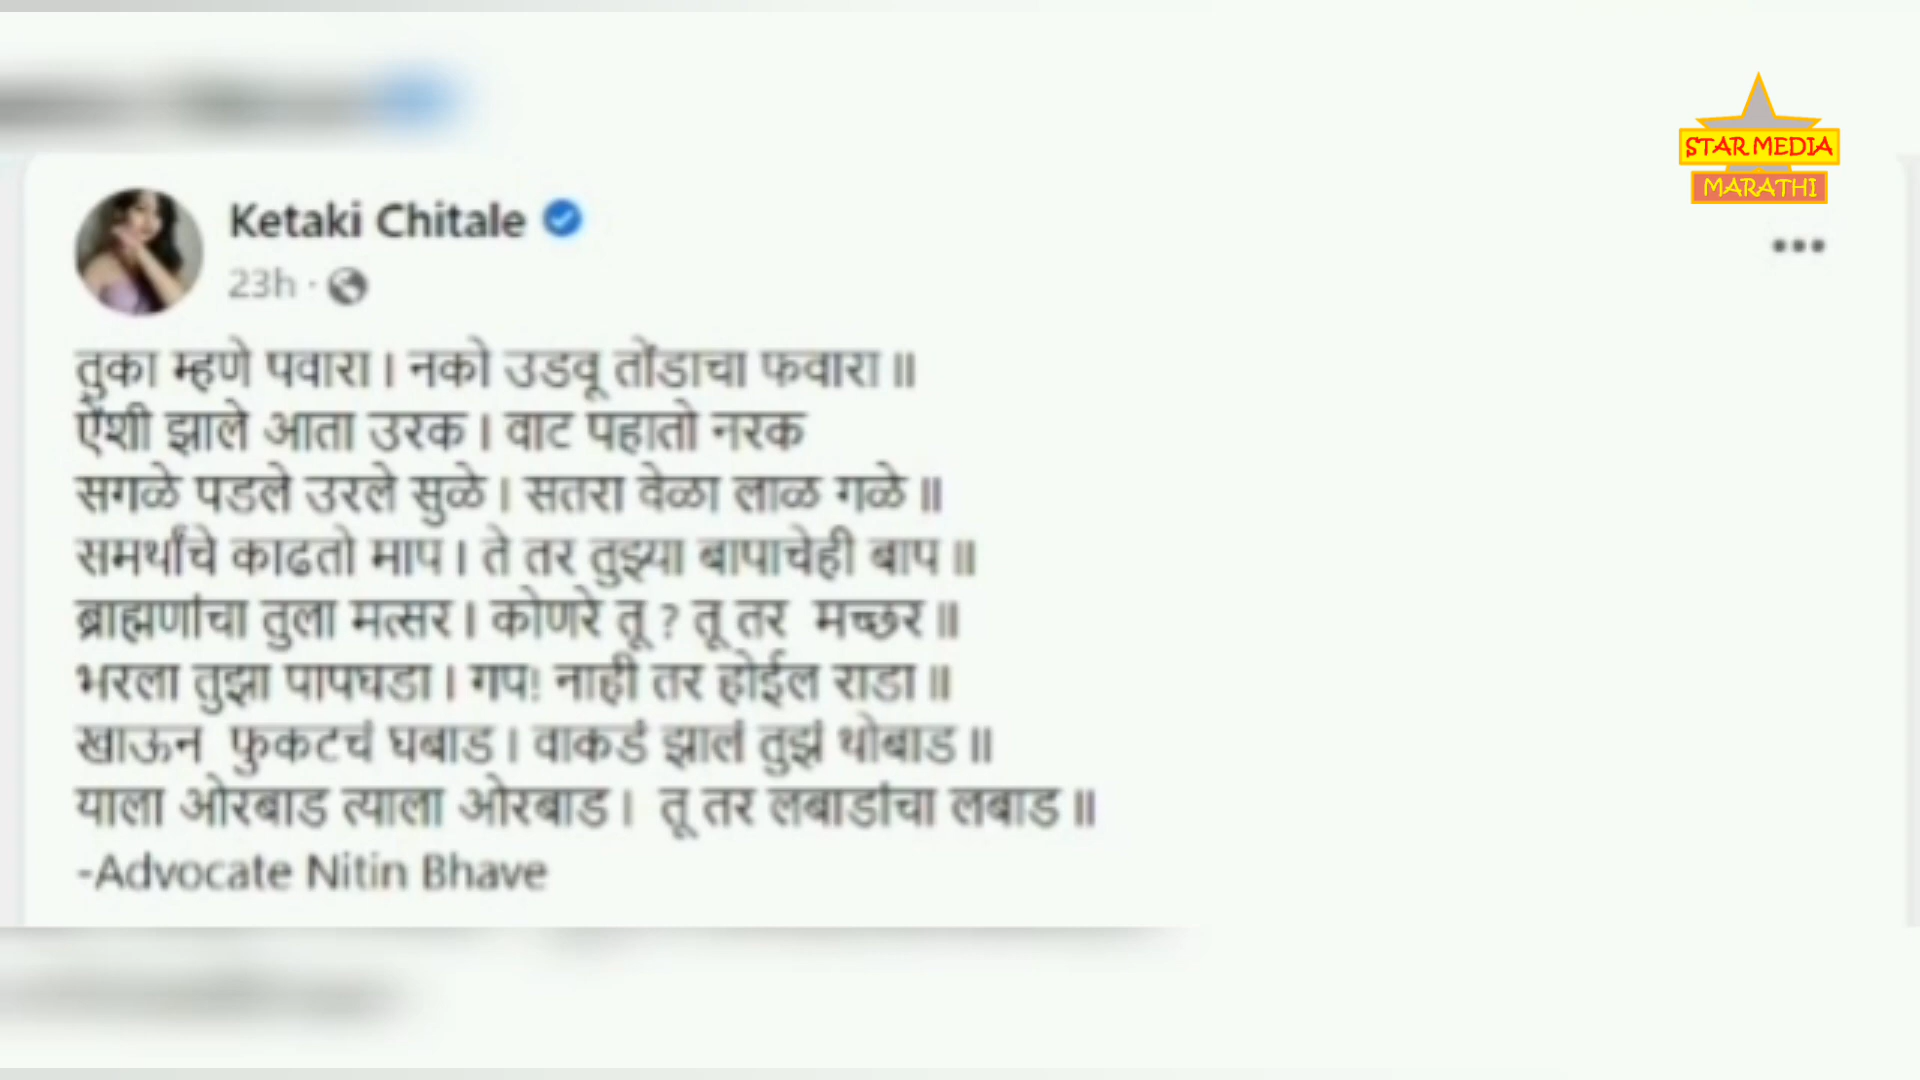 STAR MEDIA
MARATHI
Ketaki Chitale
23h ·
तुका म्हणे पवारा । नको उडवू तोंडाचा फवारा ॥
ऐंशी झाले आता उरक । वाट पहातो नरक
सगळे पडले उरले सुळे । सतरा वेळा लाळ गळे ॥
समर्थांचे काढतो माप । ते तर तुझ्या बापाचेही बाप ॥
ब्राह्मणांचा तुला मत्सर । कोणरे तू ? तू तर मच्छर ॥
भरला तुझा पापघडा । गप! नाही तर होईल राडा ॥
खाऊन फुकटचं घबाड । वाकडं झालं तुझं थोबाड ॥
याला ओरबाड त्याला ओरबाड । तू तर लबाडांचा लबाड ॥
-Advocate Nitin Bhave